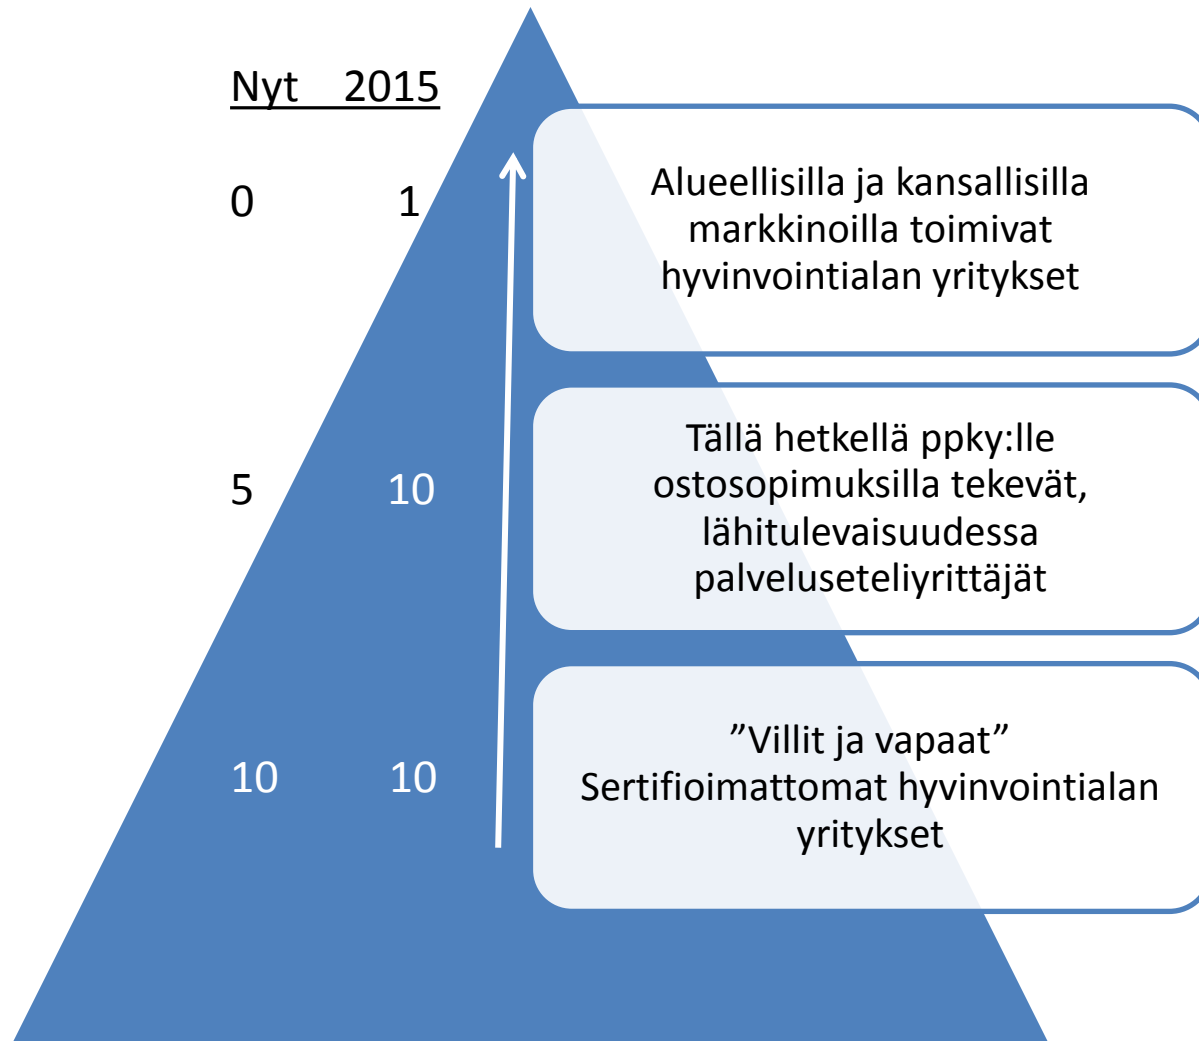 Nyt 2015
0 1
Alueellisilla ja kansallisilla
markkinoilla toimivat
hyvinvointialan yritykset
5 10
Tällä hetkellä ppky:lle
ostosopimuksilla tekevät,
lähitulevaisuudessa
palveluseteliyrittäjät
10 10
”Villit ja vapaat”
Sertifioimattomat hyvinvointialan
yritykset